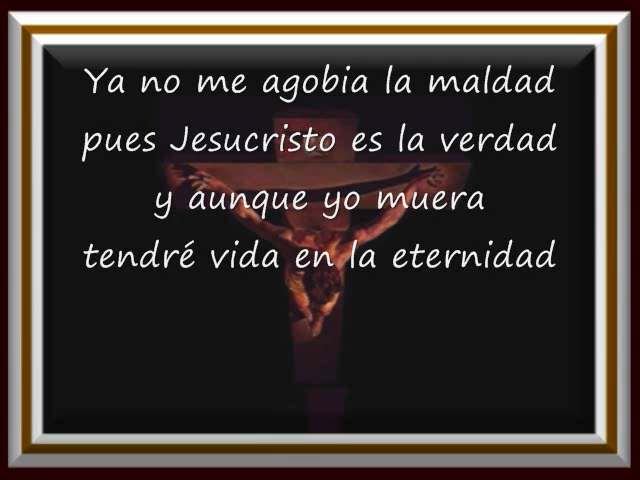 Ya no me agobia la maldad
pues Jesucristo es la verdad
y aunque yo muera
tendré vida en la eternidad